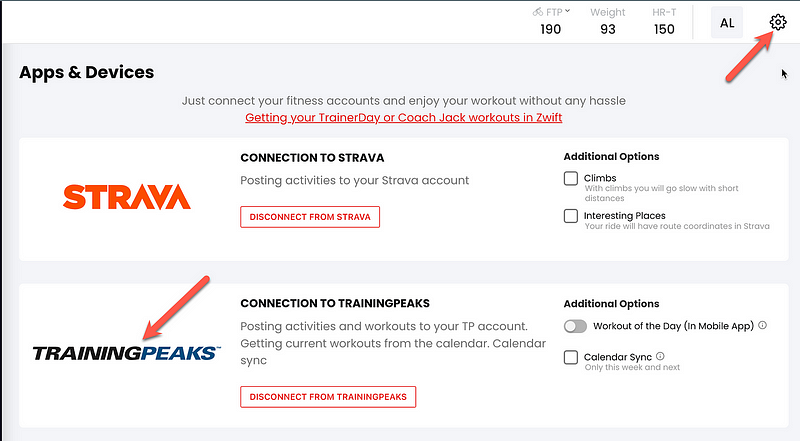 FTP Weight HR-T
190 93 150 AL
Apps & Devices
Just connect your fitness accounts and enjoy your workout without any hassle
Getting your TrainerDay or Coach Jack workouts in Zwift
STRAVA
CONNECTION TO STRAVA
Posting activities to your Strava account
DISCONNECT FROM STRAVA
Additional Options
Climbs
With climbs you will go slow with short
distances
Interesting Places
Your ride will have route coordinates in Strava
TRAININGPEAKS™
CONNECTION TO TRAININGPEAKS
Posting activities and workouts to your TP account.
Getting current workouts from the calendar. Calendar
sync
DISCONNECT FROM TRAININGPEAKS
Additional Options
Workout of the Day (In Mobile App)
Calendar Sync
Only this week and next